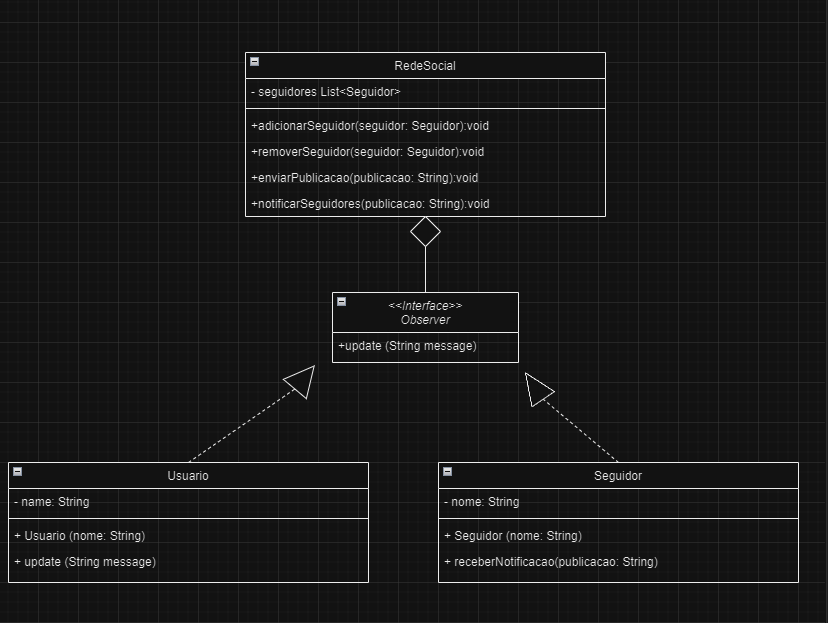 RedeSocial
- seguidores List<Seguidor>
+adicionarSeguidor(seguidor: Seguidor):void
+removerSeguidor(seguidor: Seguidor):void
+enviarPublicacao(publicacao: String):void
+notificarSeguidores(publicacao: String):void
<<Interface>>
Observer
+update (String message)
Usuario
- name: String
+ Usuario (nome: String)
+ update (String message)
Seguidor
- nome: String
+ Seguidor (nome: String)
+ receberNotificacao(publicacao: String)